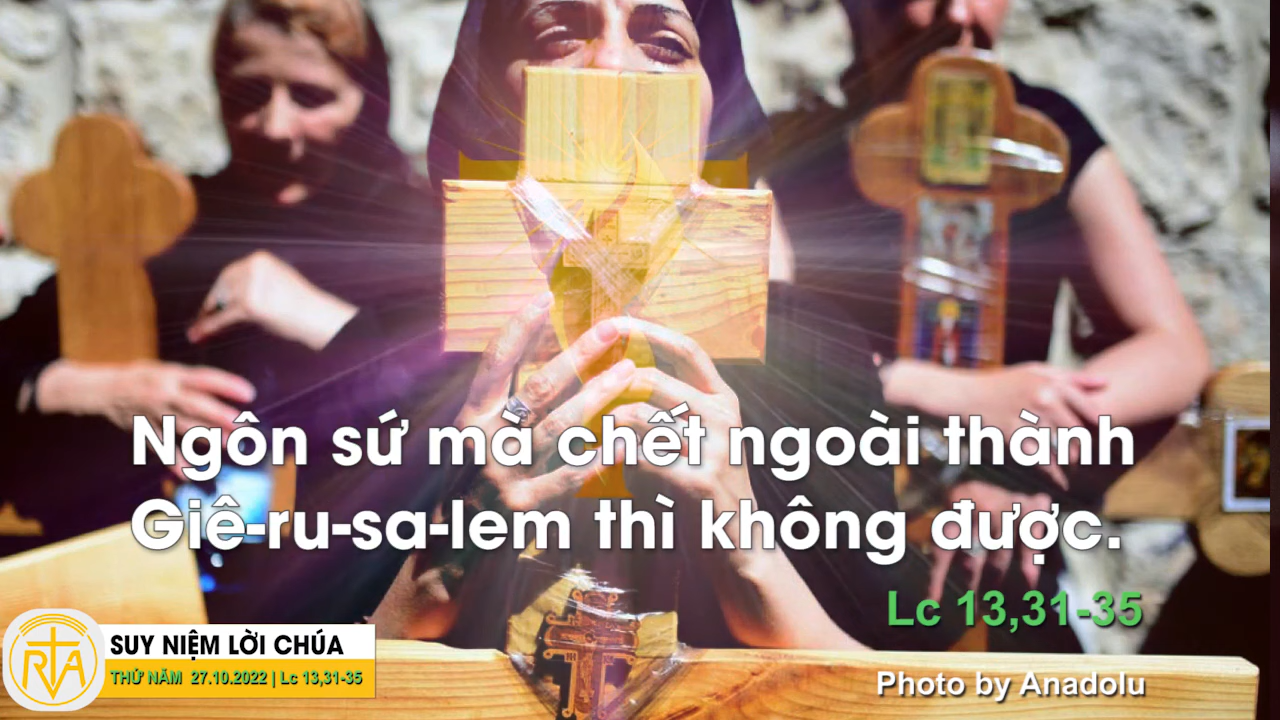 Ngôn sứ mà chết ngoài thành
Giê-ru-sa-lem thì không được.
Lc 13,31-35
RVA
SUY NIỆM LỜI CHÚA
THỨ NĂM 27.10.2022 | Lc 13,31-35
Photo by Anadolu